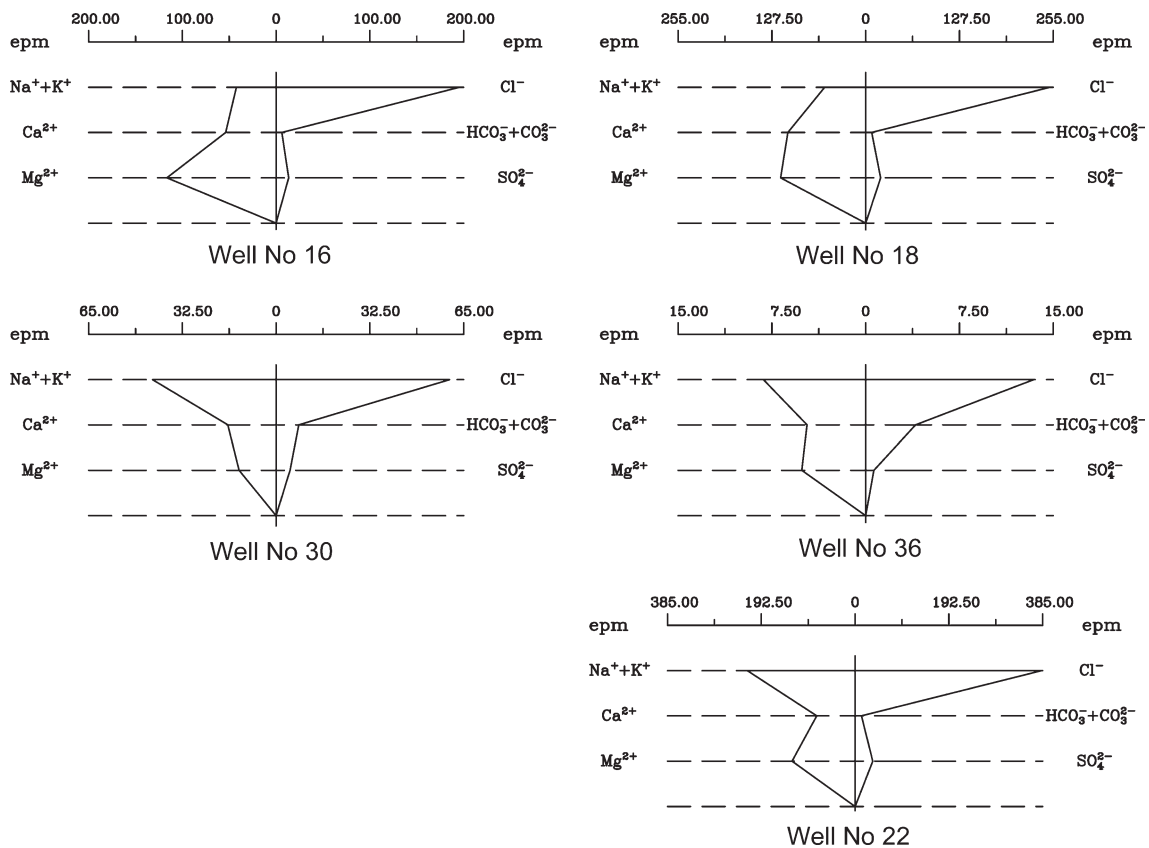 200.00 100.00 0 100.00 200.00
epm epm
Na⁺+K⁺ Cl⁻
Ca²⁺ HCO₃⁻+CO₃²⁻
Mg²⁺ SO₄²⁻
Well No 16
255.00 127.50 0 127.50 255.00
epm epm
Na⁺+K⁺ Cl⁻
Ca²⁺ HCO₃⁻+CO₃²⁻
Mg²⁺ SO₄²⁻
Well No 18
65.00 32.50 0 32.50 65.00
epm epm
Na⁺+K⁺ Cl⁻
Ca²⁺ HCO₃⁻+CO₃²⁻
Mg²⁺ SO₄²⁻
Well No 30
15.00 7.50 0 7.50 15.00
epm epm
Na⁺+K⁺ Cl⁻
Ca²⁺ HCO₃⁻+CO₃²⁻
Mg²⁺ SO₄²⁻
Well No 36
385.00 192.50 0 192.50 385.00
epm epm
Na⁺+K⁺ Cl⁻
Ca²⁺ HCO₃⁻+CO₃²⁻
Mg²⁺ SO₄²⁻
Well No 22